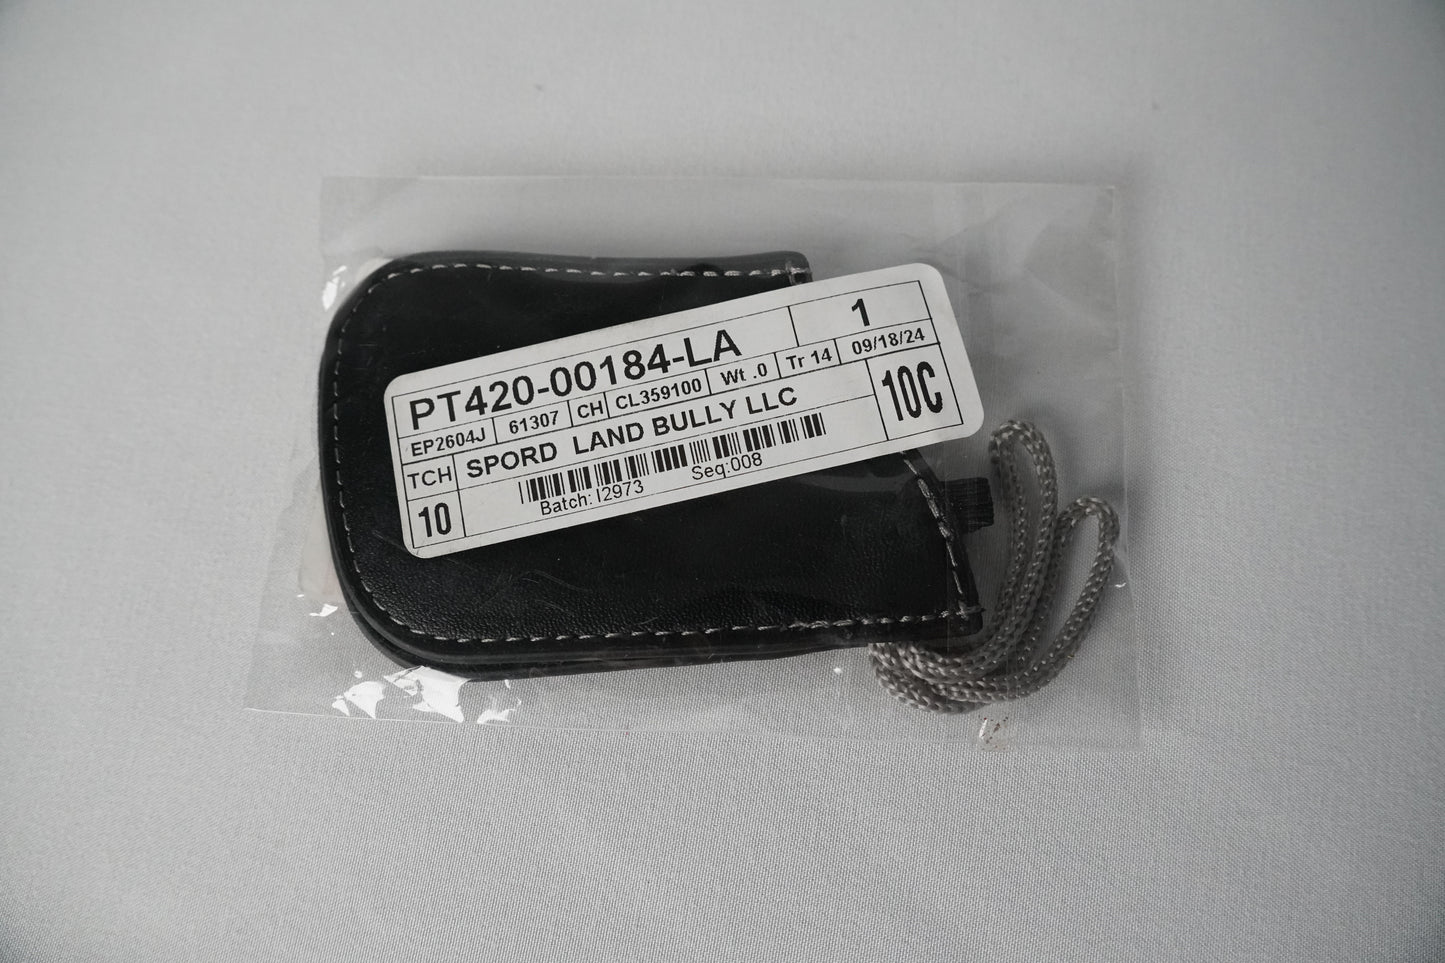 PT420-00184-LA 1
EP2604J 61307 CH CL359100 Wt .0 Tr 14 09/18/24
TCH SPORD LAND BULLY LLC 10C
10 Batch: I2973 Seq:008